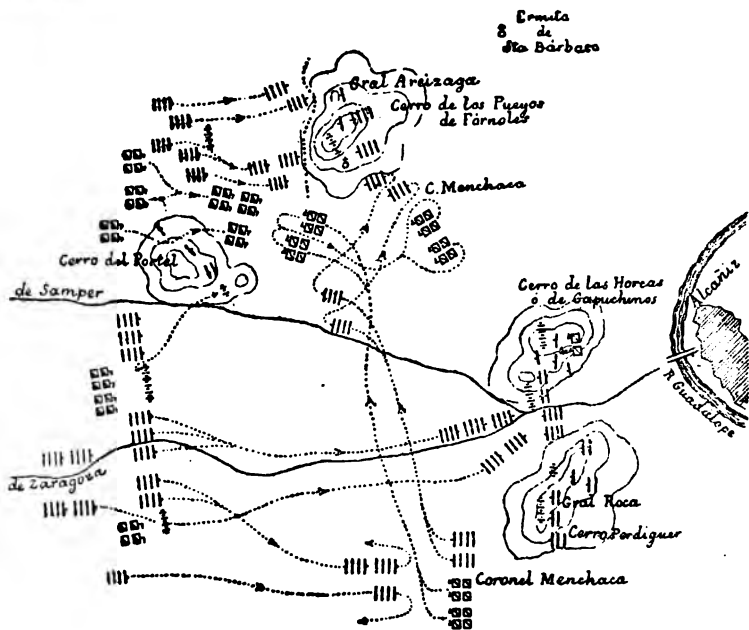 Ermita
de
Sta Bárbara
Gral Areizaga
Cerro de los Pueyos
de Fórnoles
C. Menchaca
Cerro del Portel
de Samper
Cerro de las Horcas
ó de Capuchinos
Alcañiz
R. Guadalope
de Zaragoza
Gral Roca
Cerro Perdiguer
Coronel Menchaca